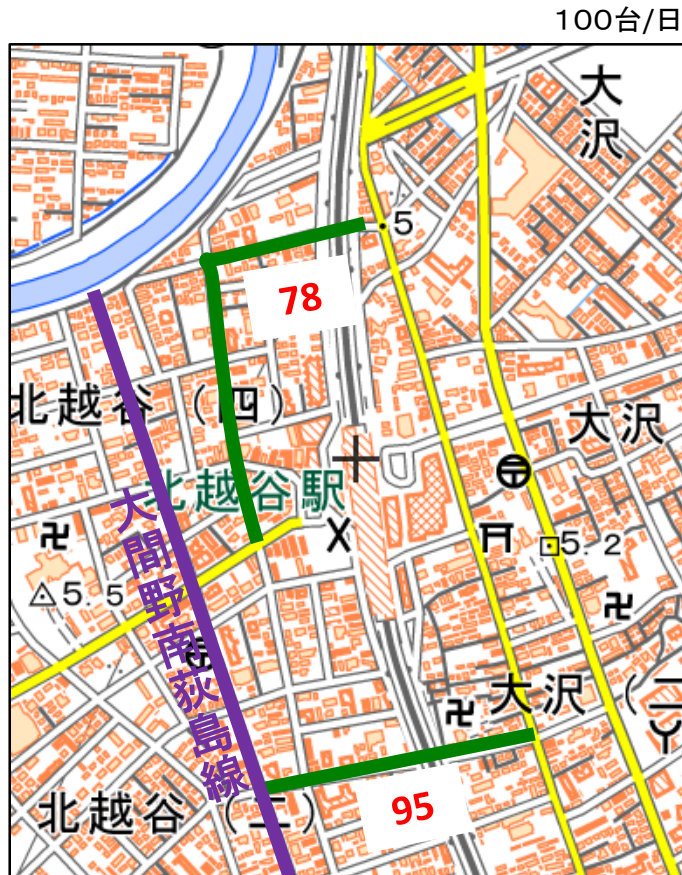 100台/日
大沢
5
78
北越谷(四)
大沢
北越谷駅
5.2
5.5
大間野南荻島線
大沢(二
95
北越谷(二)